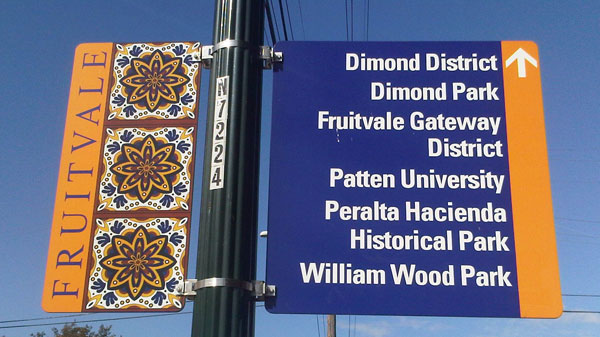 FRUITVALE
N7224
Dimond District
Dimond Park
Fruitvale Gateway
District
Patten University
Peralta Hacienda
Historical Park
William Wood Park